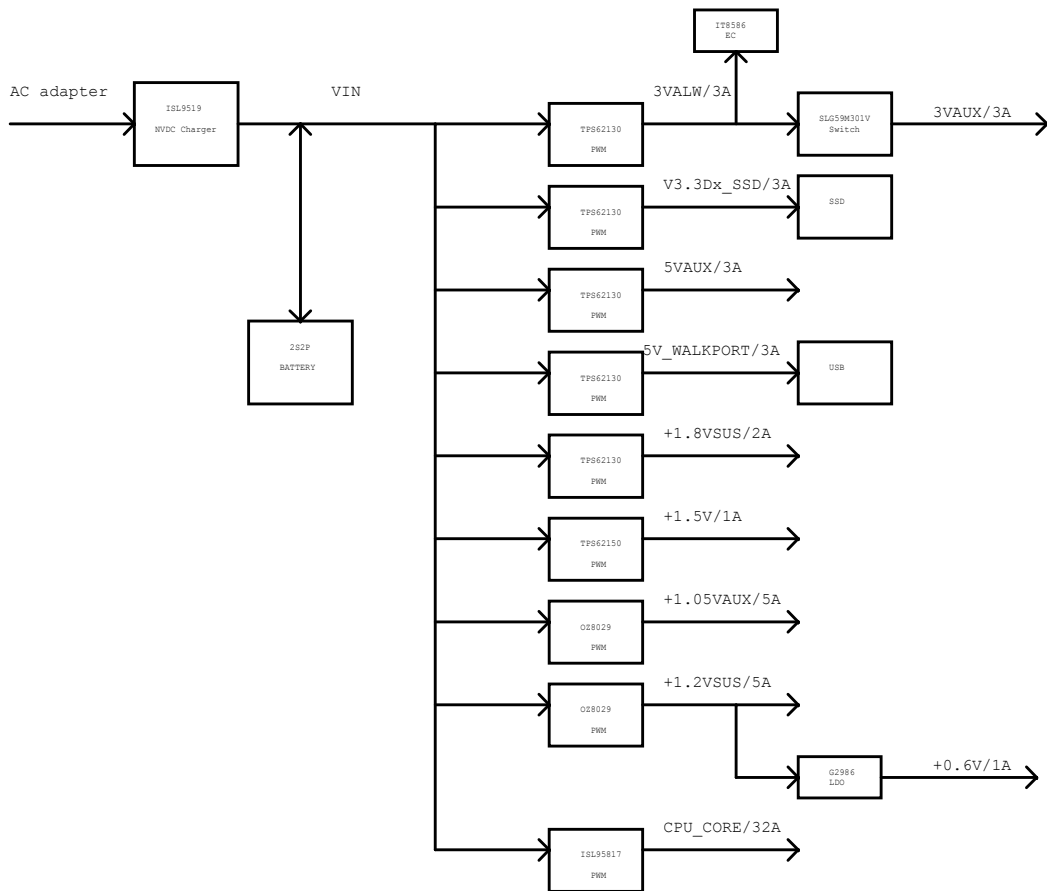 IT8586
EC
AC adapter
ISL9519
NVDC Charger
VIN
3VALW/3A
TPS62130
PWM
SLG59M301V
Switch
3VAUX/3A
V3.3Dx_SSD/3A
TPS62130
PWM
SSD
5VAUX/3A
TPS62130
PWM
2S2P
BATTERY
5V_WALKPORT/3A
TPS62130
PWM
USB
+1.8VSUS/2A
TPS62130
PWM
+1.5V/1A
TPS62150
PWM
+1.05VAUX/5A
OZ8029
PWM
+1.2VSUS/5A
OZ8029
PWM
G2986
LDO
+0.6V/1A
CPU_CORE/32A
ISL95817
PWM